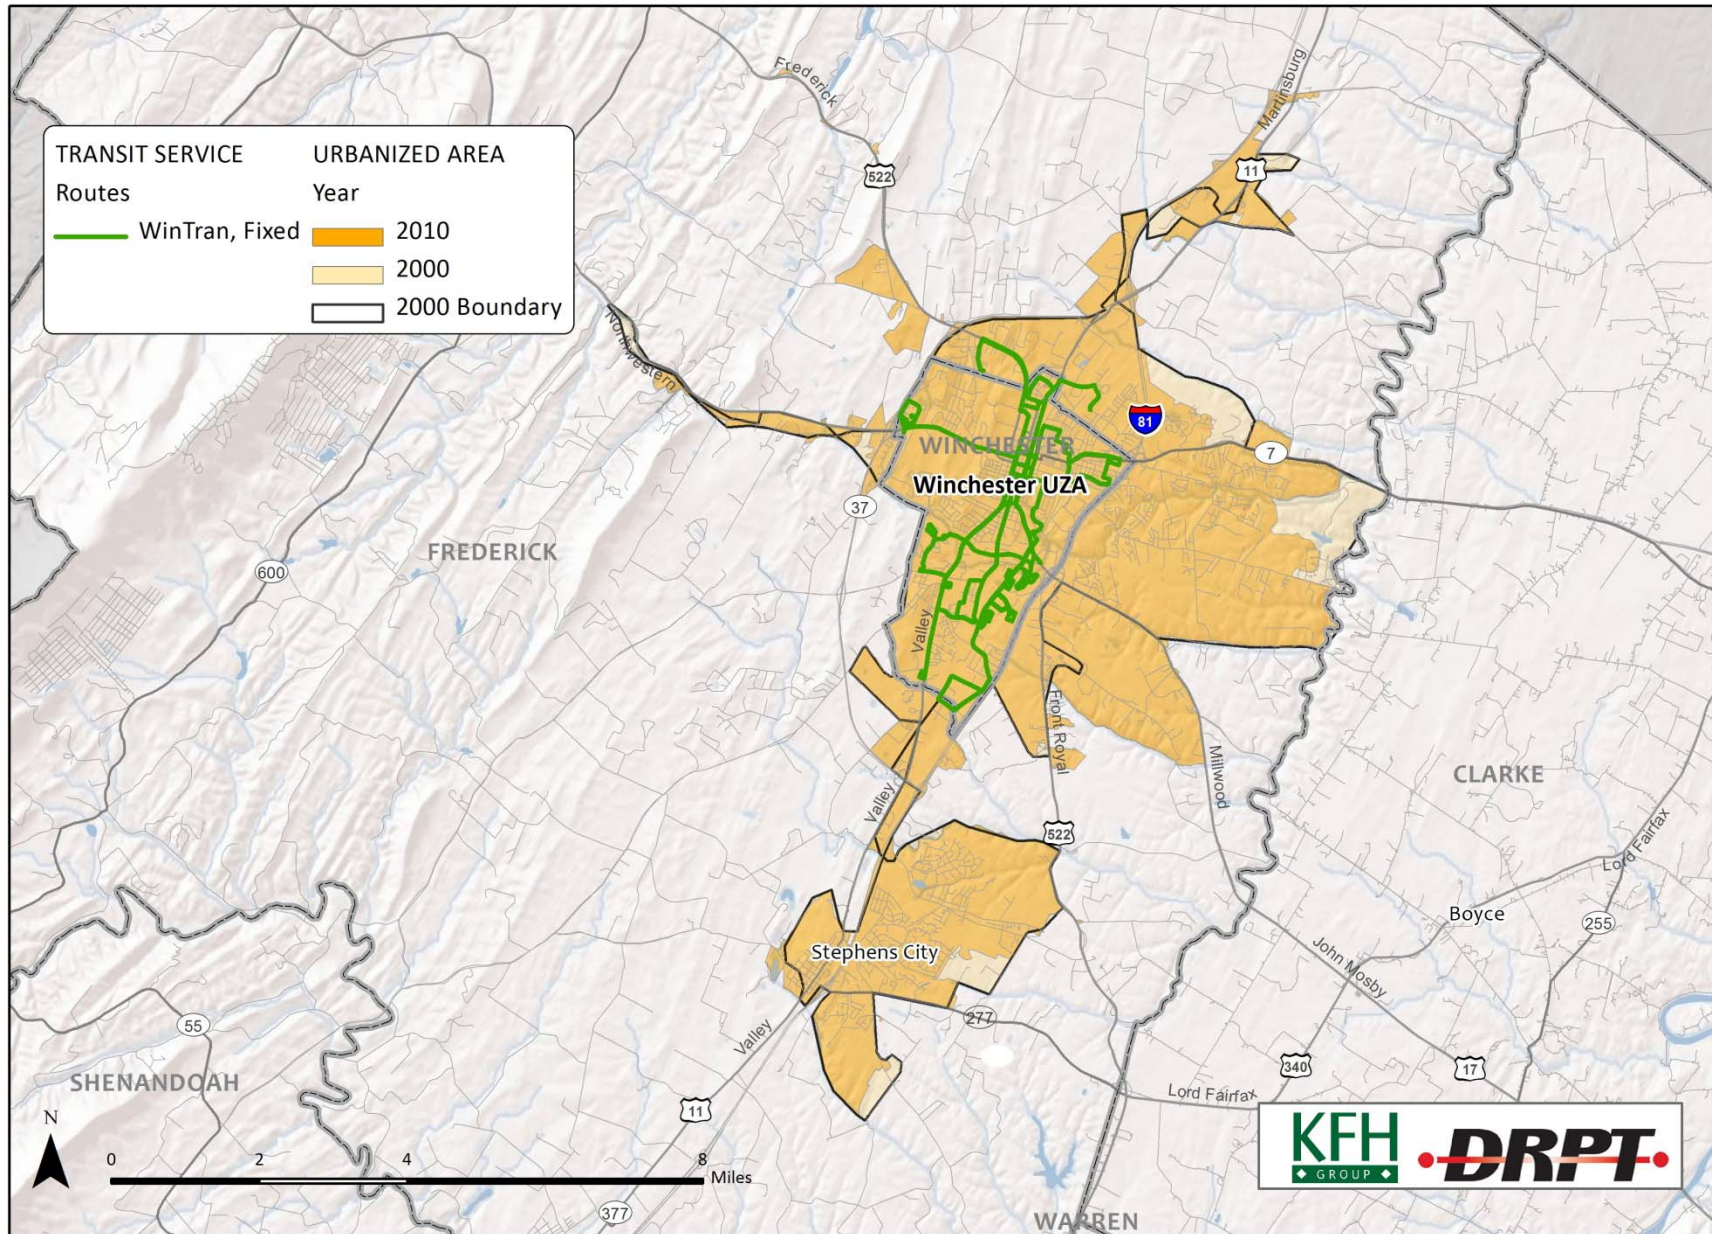 Frederick
Martinsburg
TRANSIT SERVICE
URBANIZED AREA
Routes
Year
WinTran, Fixed
2010
2000
2000 Boundary
522
11
Northwestern
81
WINCHESTER
7
Winchester UZA
37
FREDERICK
600
Valley
Front Royal
Millwood
CLARKE
Valley
522
Lord Fairfax
Boyce
255
Stephens City
John Mosby
277
55
Valley
340
17
SHENANDOAH
Lord Fairfax
11
N
0 2 4 8
Miles
KFH
GROUP
DRPT
377
WARREN